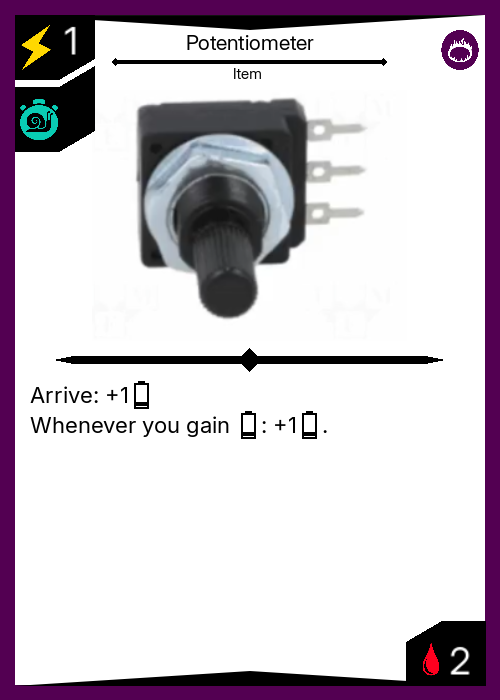 1
Potentiometer
Item
Arrive: +1
Whenever you gain : +1 .
2